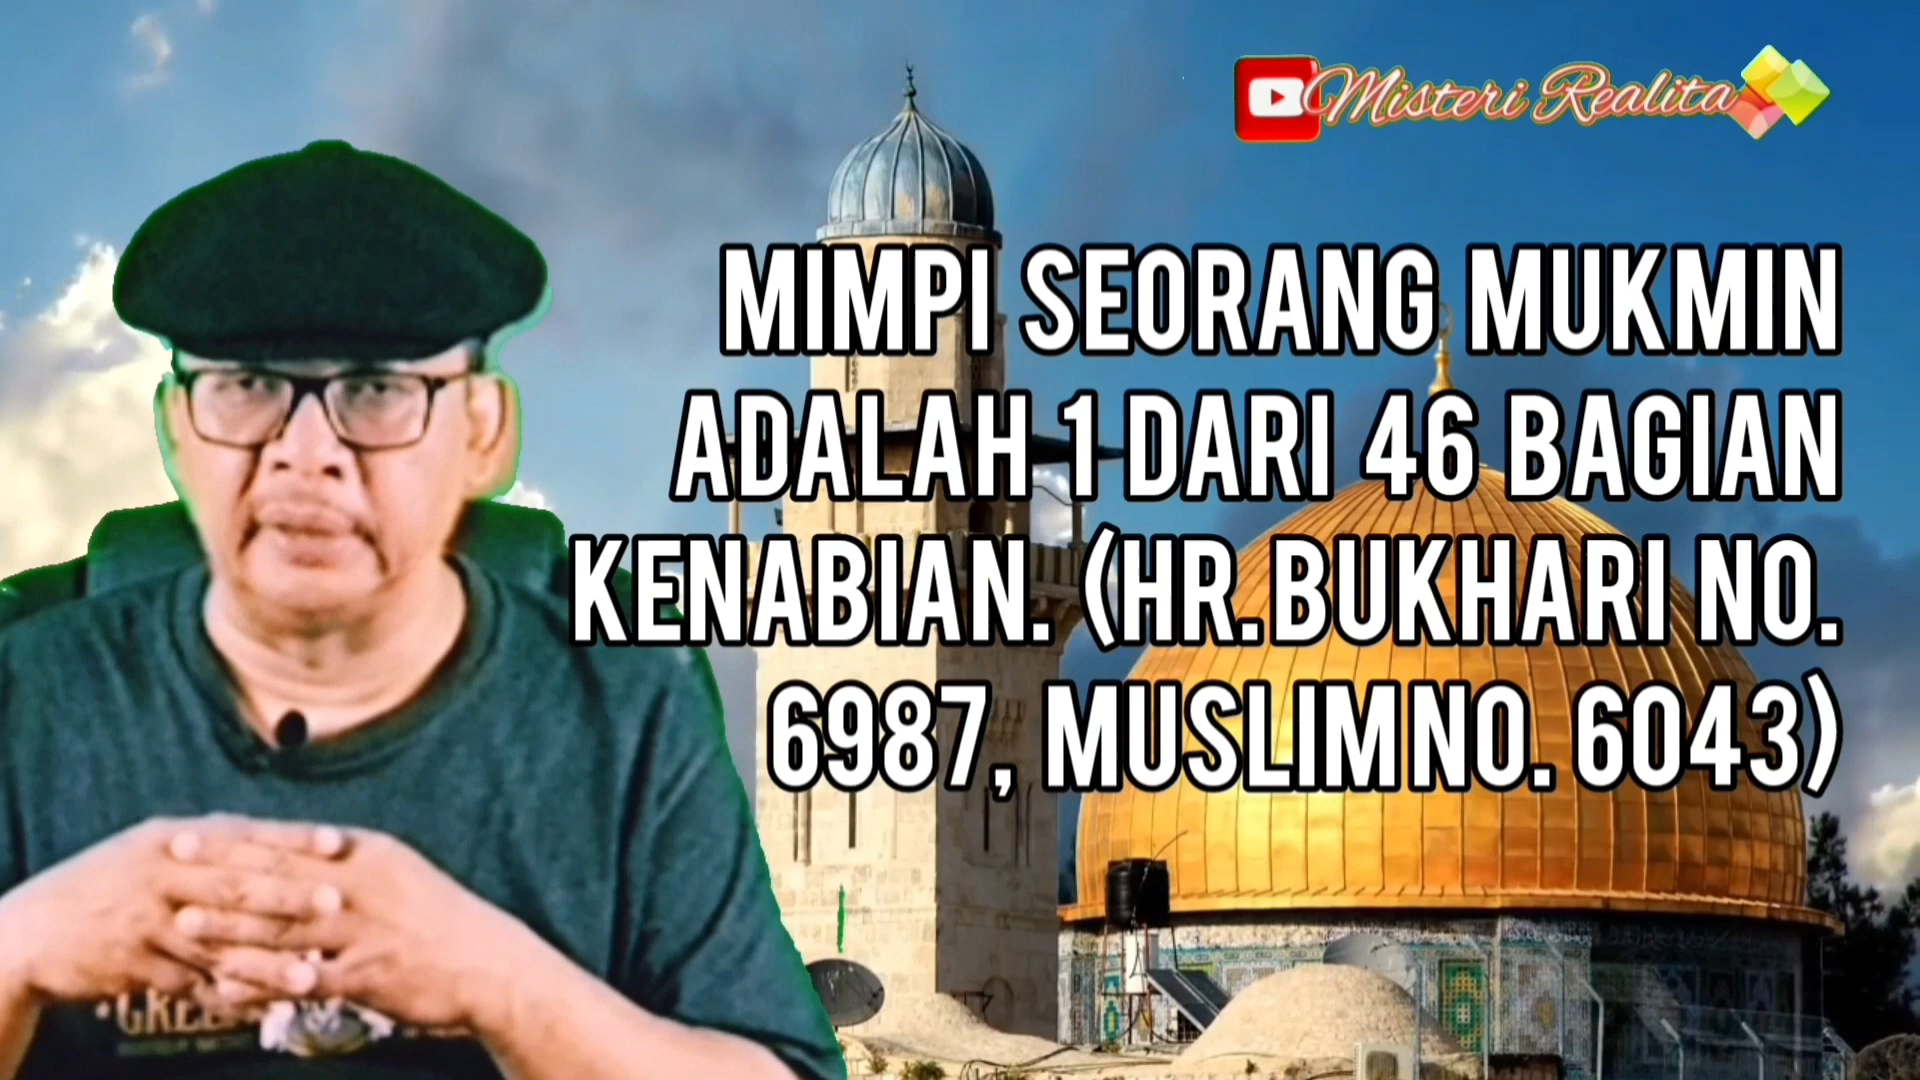 Misteri Realita
MIMPI SEORANG MUKMIN
ADALAH 1 DARI 46 BAGIAN
KENABIAN. (HR.BUKHARI NO.
6987, MUSLIMNO. 6043)